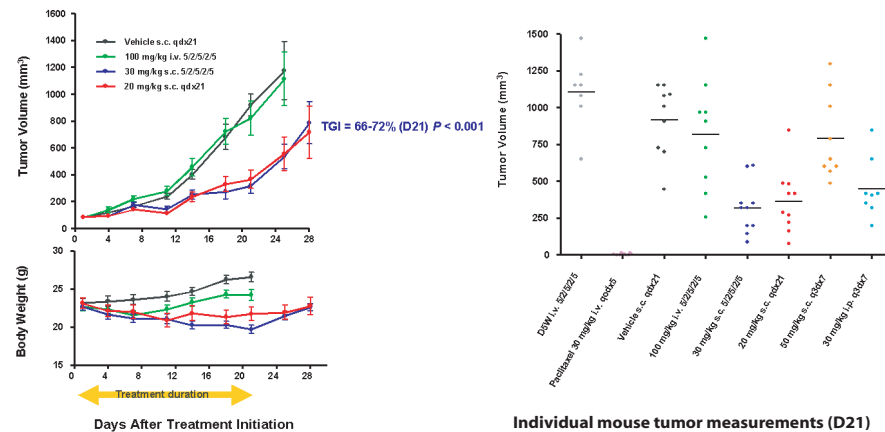 1600
1400
1200
1000
800
600
400
200
0
Tumor Volume (mm³)
Vehicle s.c. qdx21
100 mg/kg i.v. 5/2/5/2/5
30 mg/kg s.c. 5/2/5/2/5
20 mg/kg s.c. qdx21
TGI = 66-72% (D21) P < 0.001
0 4 8 12 16 20 24 28
30
25
20
15
Body Weight (g)
0 4 8 12 16 20 24 28
Treatment duration
Days After Treatment Initiation
1500
1250
1000
750
500
250
0
Tumor Volume (mm³)
D5W i.v. 5/2/5/2/5
Paclitaxel 30 mg/kg i.v. qodx5
Vehicle s.c. qdx21
100 mg/kg i.v. 5/2/5/2/5
30 mg/kg s.c. 5/2/5/2/5
20 mg/kg s.c. qdx21
50 mg/kg s.c. q3dx7
30 mg/kg i.p. q3dx7
Individual mouse tumor measurements (D21)